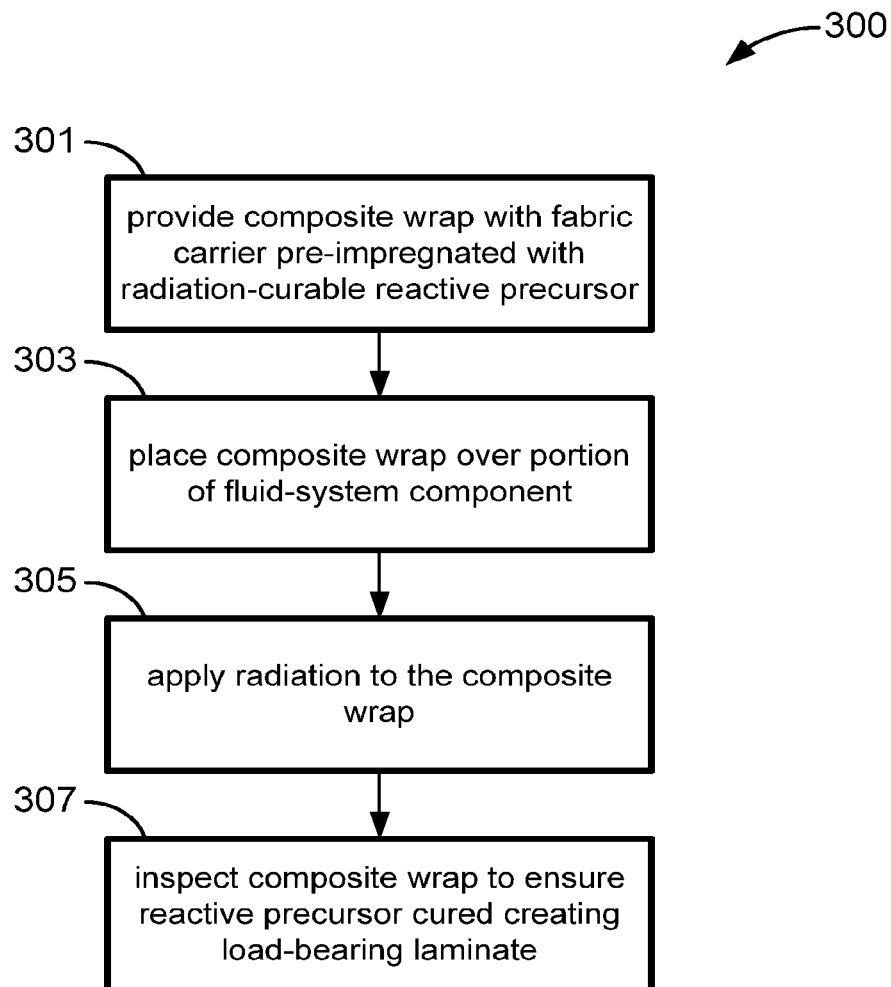 300
301
provide composite wrap with fabric
carrier pre-impregnated with
radiation-curable reactive precursor
303
place composite wrap over portion
of fluid-system component
305
apply radiation to the composite
wrap
307
inspect composite wrap to ensure
reactive precursor cured creating
load-bearing laminate